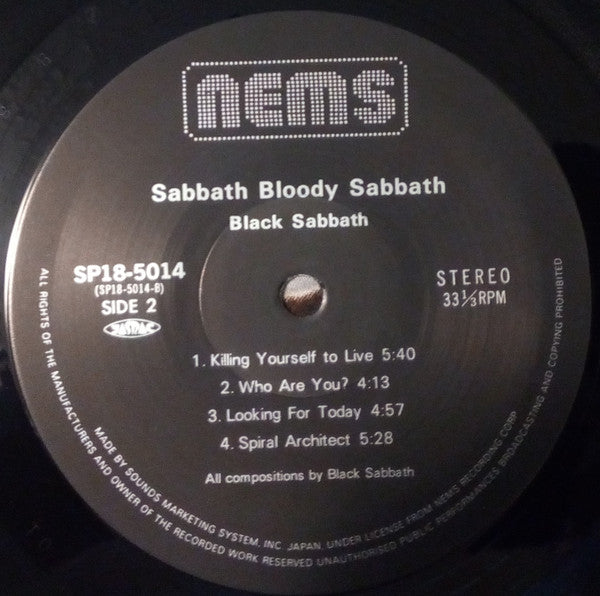 NEMS
Sabbath Bloody Sabbath
Black Sabbath
SP18-5014
(SP18-5014-B)
SIDE 2
JASRAC
STEREO
33⅓RPM
1. Killing Yourself to Live 5:40
2. Who Are You? 4:13
3. Looking For Today 4:57
4. Spiral Architect 5:28
All compositions by Black Sabbath
MADE BY SOUNDS MARKETING SYSTEM, INC. JAPAN. UNDER LICENSE FROM NEMS RECORDING CORP.
ALL RIGHTS OF THE MANUFACTURERS AND OWNER OF THE RECORDED WORK RESERVED UNAUTHORISED PUBLIC PERFORMANCES BROADCASTING AND COPYING PROHIBITED